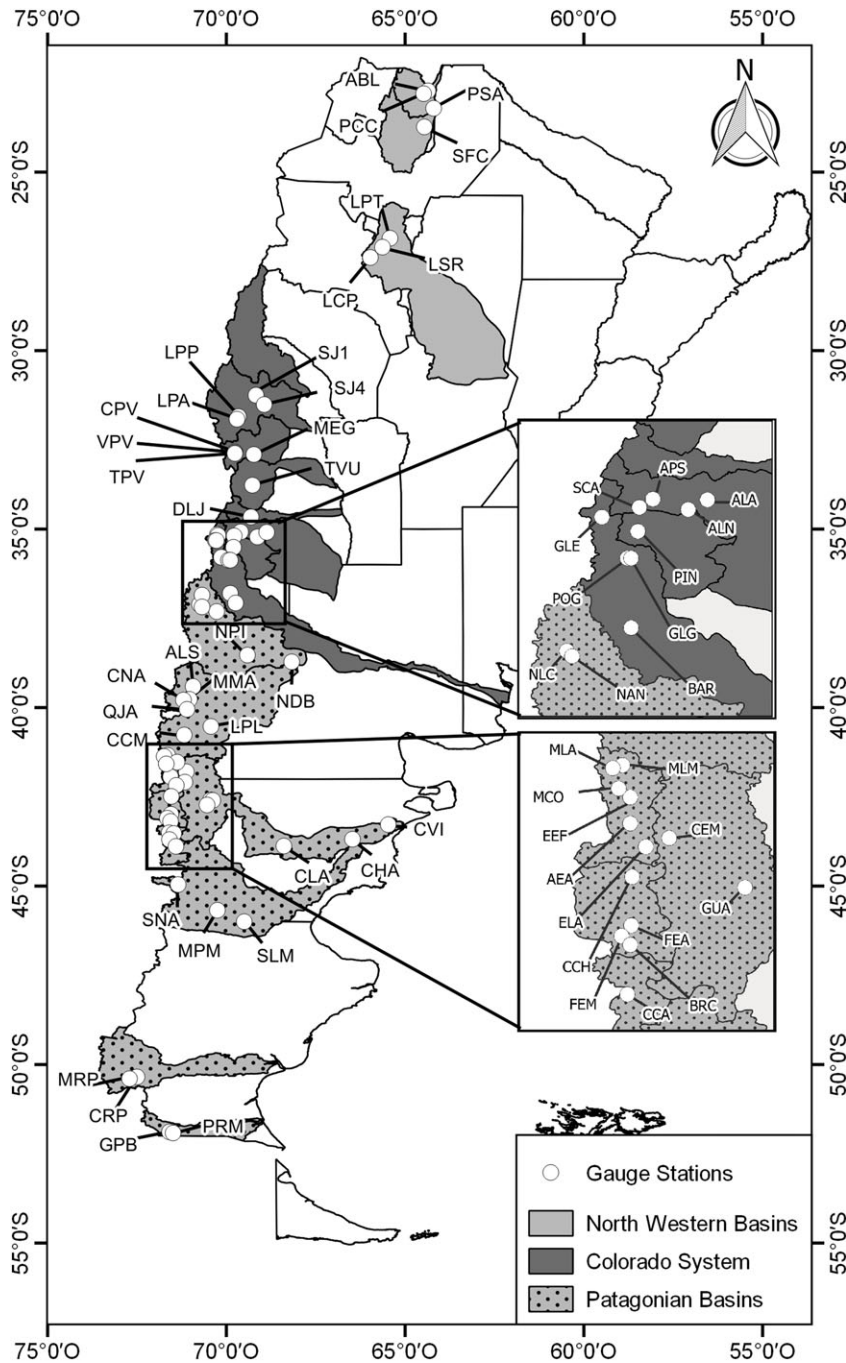 75°0'O 70°0'O 65°0'O 60°0'O 55°0'O
N
ABL
PSA
PCC
SFC
25°0'S 25°0'S
LPT
LSR
LCP
30°0'S 30°0'S
LPP SJ1
LPA SJ4
CPV MEG
VPV
TPV TVU
DLJ
35°0'S 35°0'S
APS
SCA ALA
GLE ALN
PIN
POG GLG
NLC NAN BAR
NPI
ALS
CNA MMA
NDB
QJA
LPL
CCM
40°0'S 40°0'S
MLA MLM
MCO
EEF CEM
AEA
ELA GUA
CCH FEA
FEM BRC
CCA
CVI
CLA CHA
45°0'S 45°0'S
SNA
MPM SLM
50°0'S 50°0'S
MRP
CRP
GPB PRM
Gauge Stations
North Western Basins
Colorado System
Patagonian Basins
55°0'S 55°0'S
75°0'O 70°0'O 65°0'O 60°0'O 55°0'O